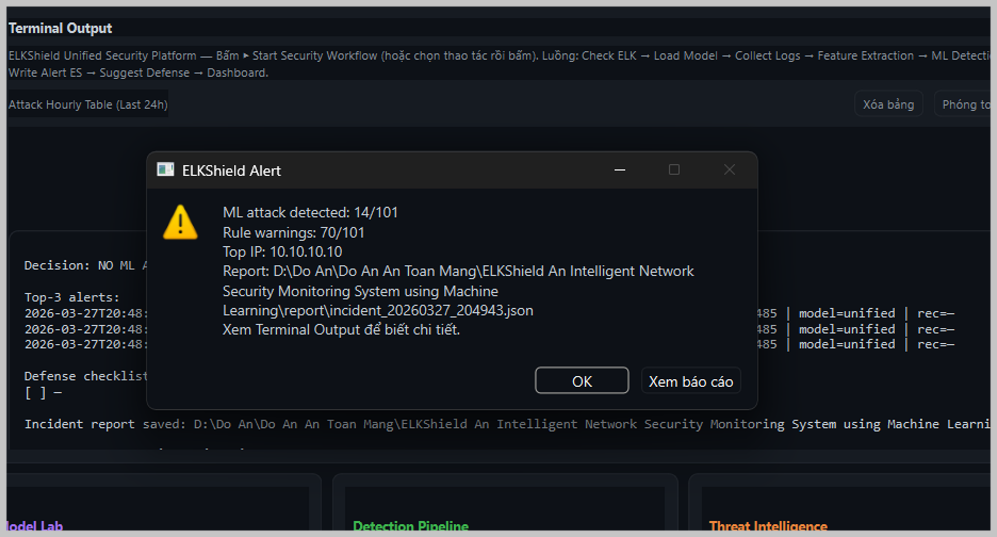 Terminal Output
ELKShield Unified Security Platform — Bấm ▸ Start Security Workflow (hoặc chọn thao tác rồi bấm). Luồng: Check ELK → Load Model → Collect Logs → Feature Extraction → ML Detecti
Write Alert ES → Suggest Defense → Dashboard.
Attack Hourly Table (Last 24h)
Xóa bảng
Phóng to
ELKShield Alert
ML attack detected: 14/101
Rule warnings: 70/101
Top IP: 10.10.10.10
Report: D:\Do An\Do An An Toan Mang\ELKShield An Intelligent Network
Security Monitoring System using Machine
Learning\report\incident_20260327_204943.json
Xem Terminal Output để biết chi tiết.
OK
Xem báo cáo
Decision: NO ML A
Top-3 alerts:
2026-03-27T20:48: 485 | model=unified | rec=—
2026-03-27T20:48: 485 | model=unified | rec=—
2026-03-27T20:48: 485 | model=unified | rec=—
Defense checklist
[ ] —
Incident report saved: D:\Do An\Do An An Toan Mang\ELKShield An Intelligent Network Security Monitoring System using Machine Learni
Model Lab
Detection Pipeline
Threat Intelligence